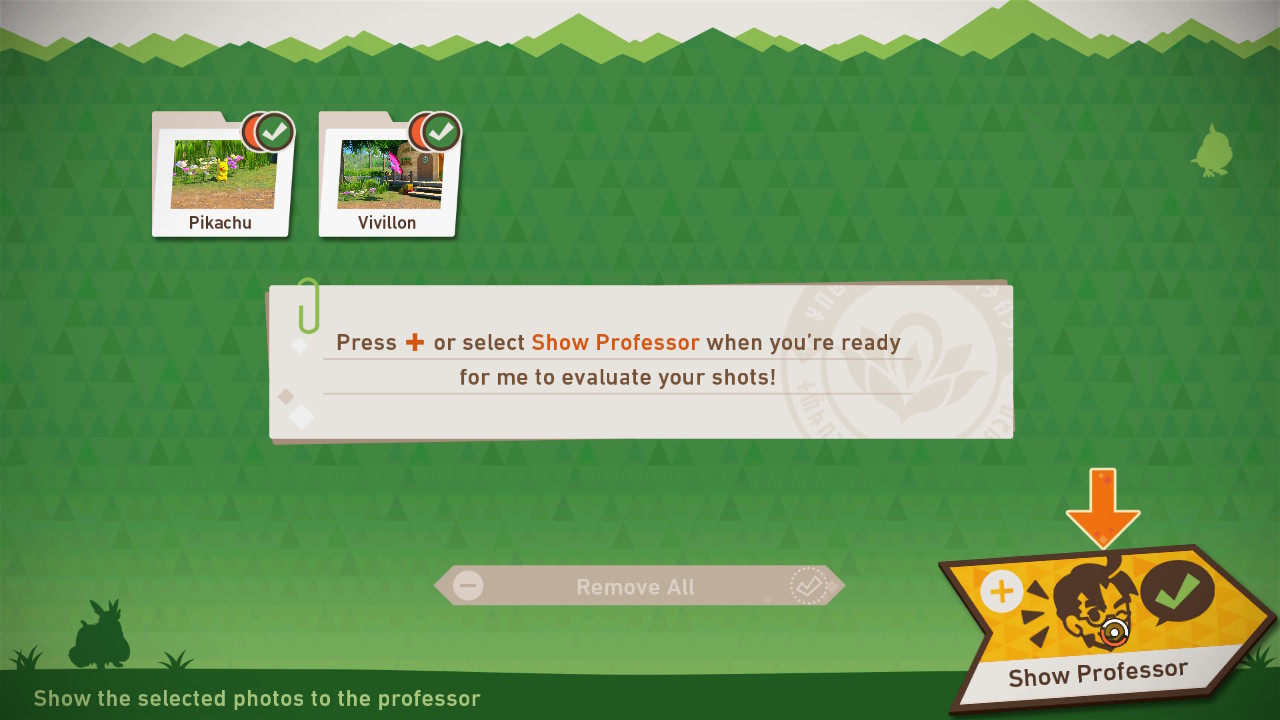 Pikachu
Vivillon
Press + or select Show Professor when you're ready
for me to evaluate your shots!
Remove All
Show Professor
Show the selected photos to the professor